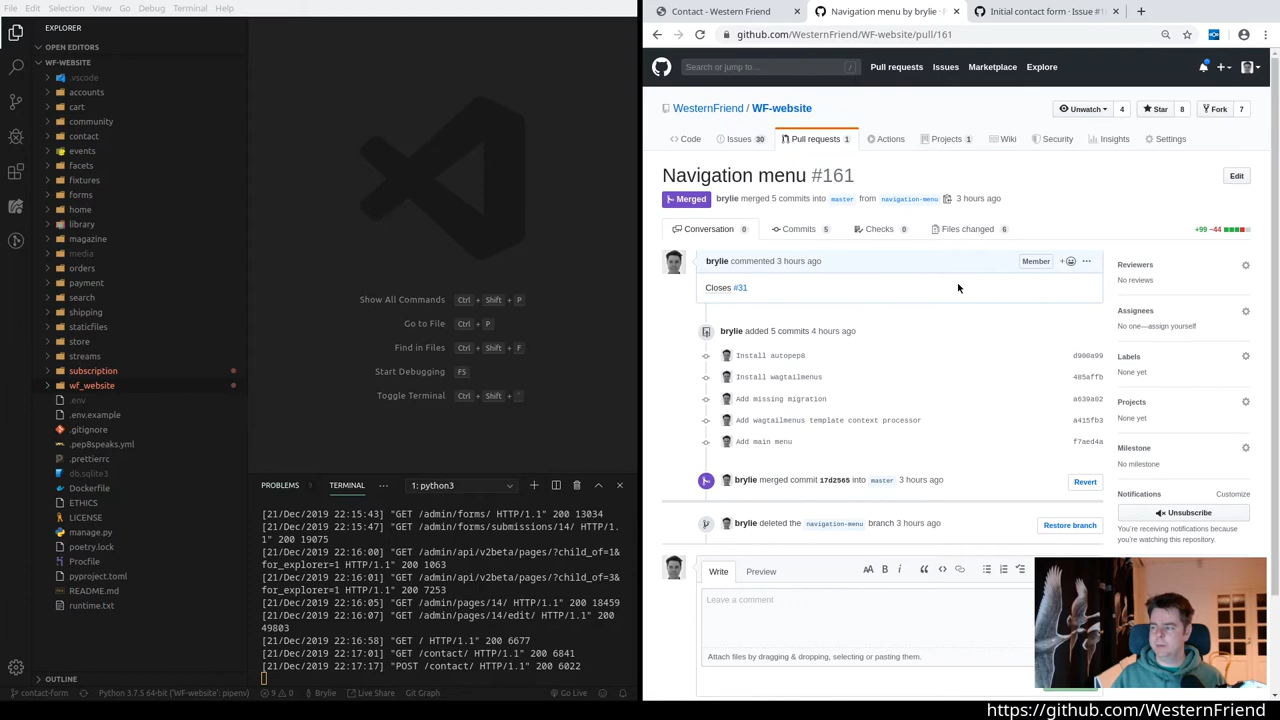 File Edit Selection View Go Debug Terminal Help
EXPLORER
OPEN EDITORS
WF-WEBSITE
.vscode
accounts
cart
community
contact
events
facets
fixtures
forms
home
library
magazine
media
orders
payment
search
shipping
staticfiles
store
streams
subscription
wf_website
.env
.env.example
.gitignore
.pep8speaks.yml
.prettierrc
db.sqlite3
Dockerfile
ETHICS
LICENSE
manage.py
poetry.lock
Procfile
pyproject.toml
README.md
runtime.txt
OUTLINE
Show All Commands Ctrl + Shift + P
Go to File Ctrl + P
Find in Files Ctrl + Shift + F
Start Debugging F5
Toggle Terminal Ctrl + Shift + `
PROBLEMS TERMINAL ··· 1: python3
[21/Dec/2019 22:15:43] "GET /admin/forms/ HTTP/1.1" 200 13034
[21/Dec/2019 22:15:47] "GET /admin/forms/submissions/14/ HTTP/1.
1" 200 19075
[21/Dec/2019 22:16:00] "GET /admin/api/v2beta/pages/?child_of=1&
for_explorer=1 HTTP/1.1" 200 1063
[21/Dec/2019 22:16:01] "GET /admin/api/v2beta/pages/?child_of=3&
for_explorer=1 HTTP/1.1" 200 7253
[21/Dec/2019 22:16:05] "GET /admin/pages/14/ HTTP/1.1" 200 18459
[21/Dec/2019 22:16:07] "GET /admin/pages/14/edit/ HTTP/1.1" 200
49803
[21/Dec/2019 22:16:58] "GET / HTTP/1.1" 200 6677
[21/Dec/2019 22:17:01] "GET /contact/ HTTP/1.1" 200 6841
[21/Dec/2019 22:17:17] "POST /contact/ HTTP/1.1" 200 6022
contact-form Python 3.7.5 64-bit ('WF-website': pipenv) 9 0 Brylie Live Share Git Graph Go Live
Contact - Western Friend Navigation menu by brylie · Initial contact form · Issue #1
github.com/WesternFriend/WF-website/pull/161
Search or jump to... / Pull requests Issues Marketplace Explore
WesternFriend / WF-website Unwatch 4 Star 8 Fork 7
Code Issues 30 Pull requests 1 Actions Projects 1 Wiki Security Insights Settings
Navigation menu #161 Edit
Merged brylie merged 5 commits into master from navigation-menu 3 hours ago
Conversation 0 Commits 5 Checks 0 Files changed 6 +99 −44
brylie commented 3 hours ago Member
Closes #31
brylie added 5 commits 4 hours ago
Install autopep8 d900a99
Install wagtailmenus 485affb
Add missing migration a639a02
Add wagtailmenus template context processor a415fb3
Add main menu f7aed4a
brylie merged commit 17d2565 into master 3 hours ago Revert
brylie deleted the navigation-menu branch 3 hours ago Restore branch
Write Preview
Leave a comment
Attach files by dragging & dropping, selecting or pasting them.
Reviewers
No reviews
Assignees
No one—assign yourself
Labels
None yet
Projects
None yet
Milestone
No milestone
Notifications Customize
Unsubscribe
You're receiving notifications because
you're watching this repository.
https://github.com/WesternFriend